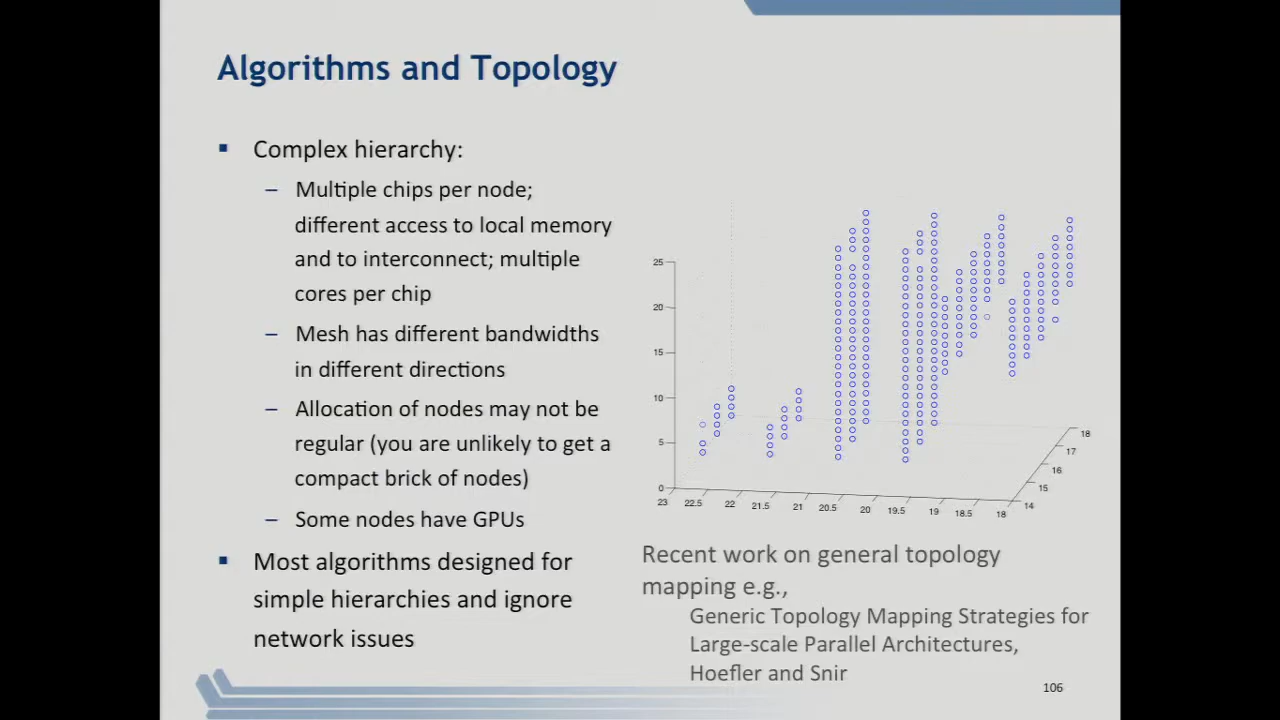 Algorithms and Topology
▪ Complex hierarchy:
– Multiple chips per node;
different access to local memory
and to interconnect; multiple
cores per chip
– Mesh has different bandwidths
in different directions
– Allocation of nodes may not be
regular (you are unlikely to get a
compact brick of nodes)
– Some nodes have GPUs
▪ Most algorithms designed for
simple hierarchies and ignore
network issues
25
20
15
10
5
0
23 22.5 22 21.5 21 20.5 20 19.5 19 18.5 18
14
15
16
17
18
Recent work on general topology
mapping e.g.,
Generic Topology Mapping Strategies for
Large-scale Parallel Architectures,
Hoefler and Snir
106